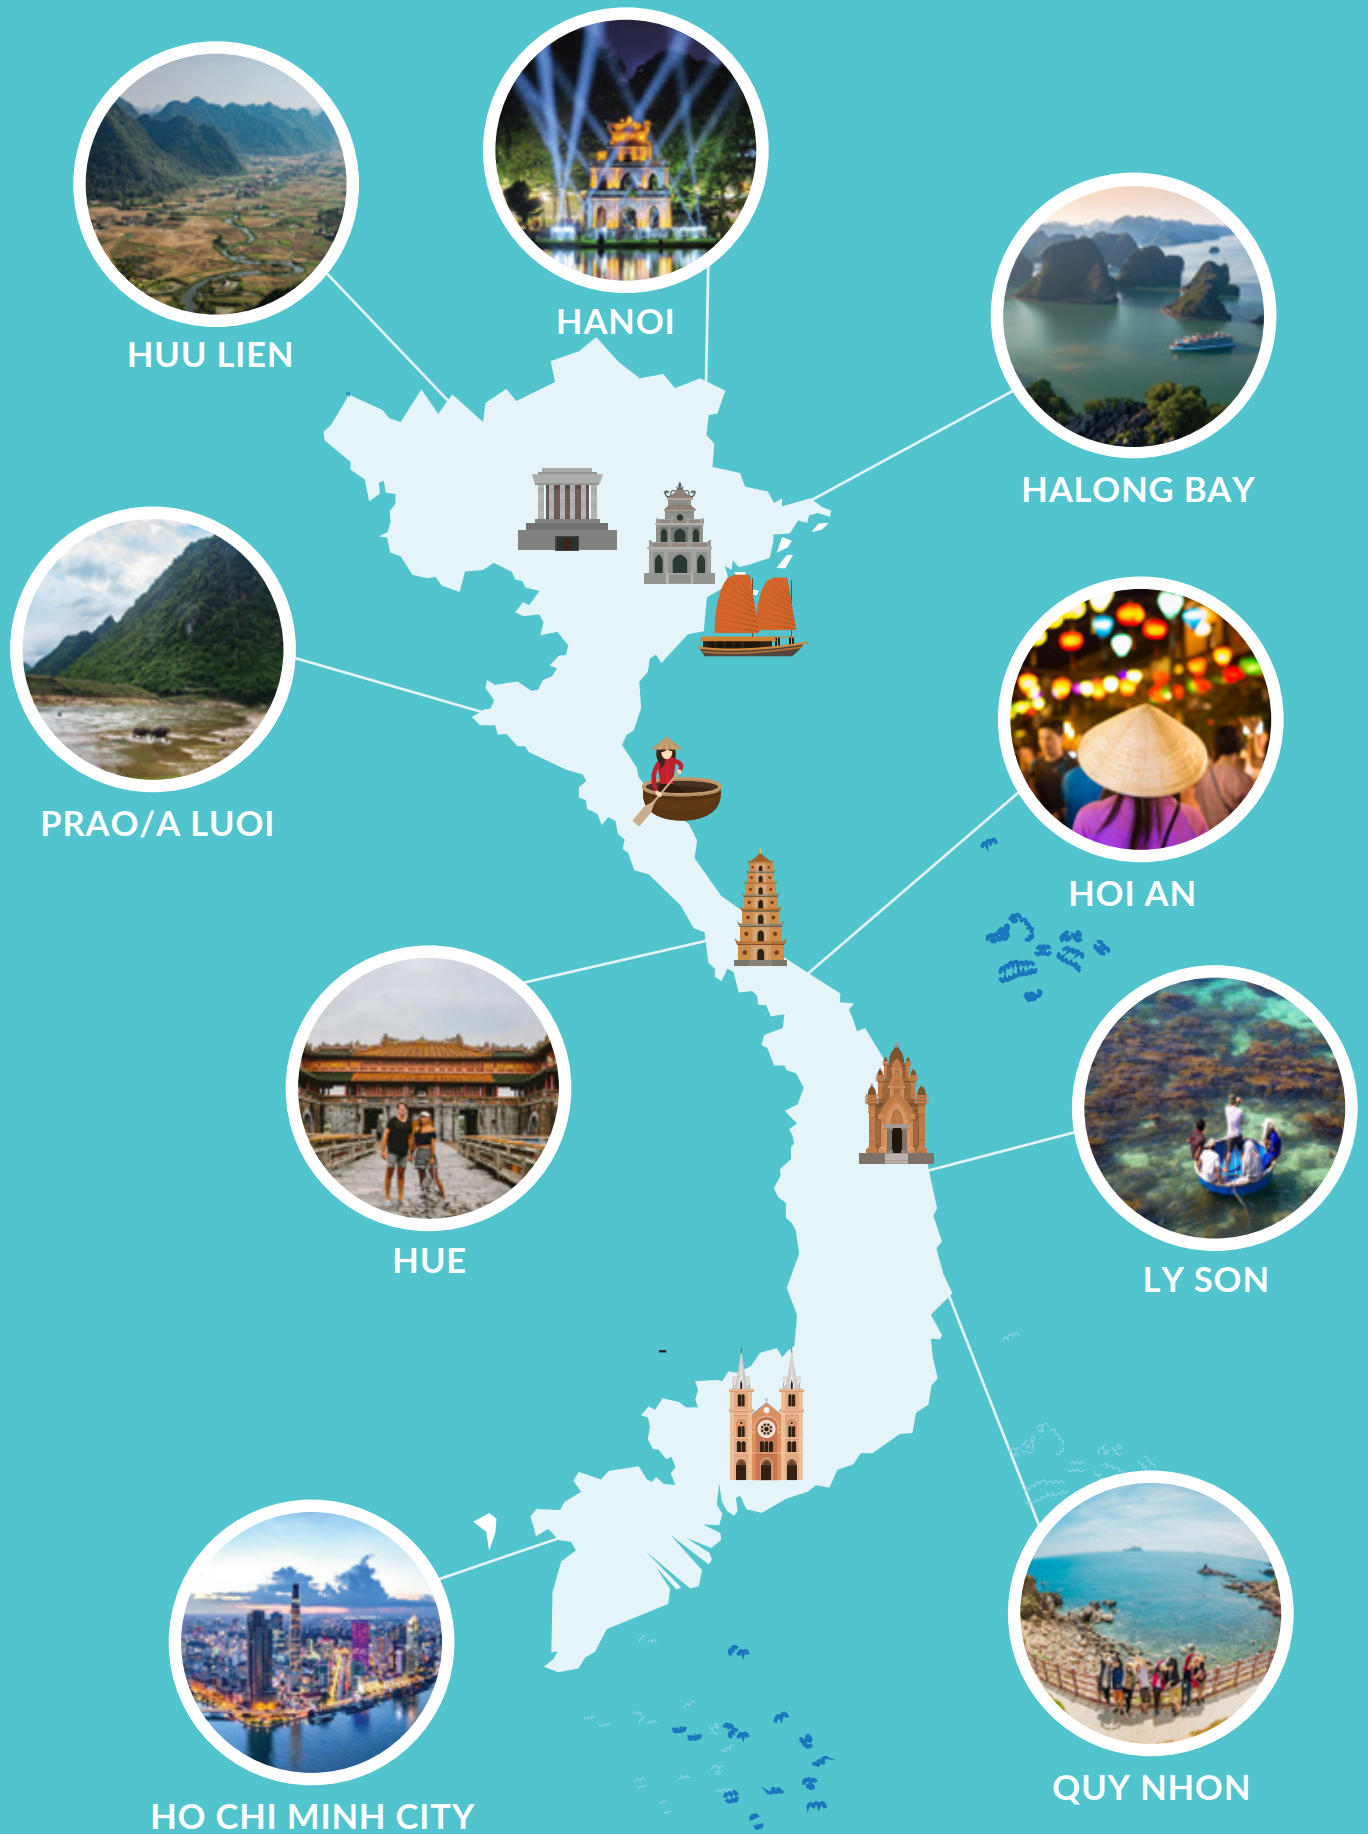 HANOI
HUU LIEN
HALONG BAY
PRAO/A LUOI
HOI AN
HUE
LY SON
QUY NHON
HO CHI MINH CITY